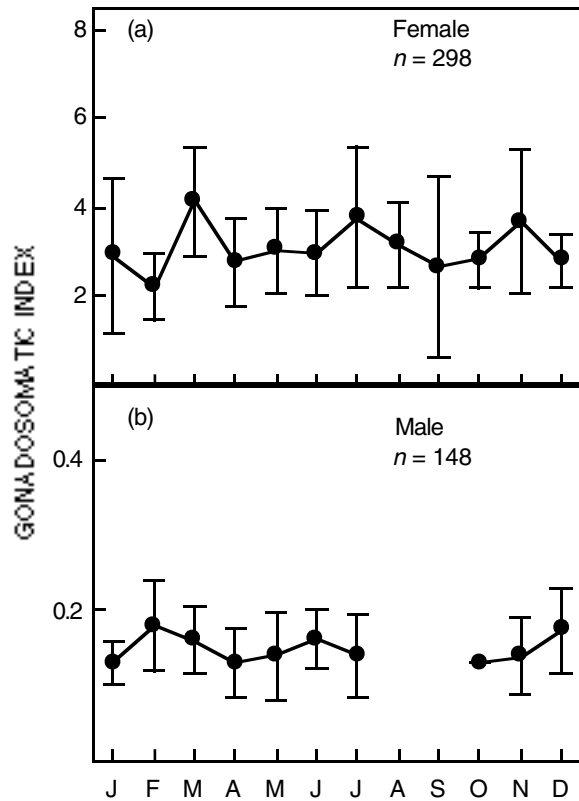 GONADOSOMATIC INDEX
(a)
Female
n = 298
8
6
4
2
(b)
Male
n = 148
0.4
0.2
J F M A M J J A S O N D